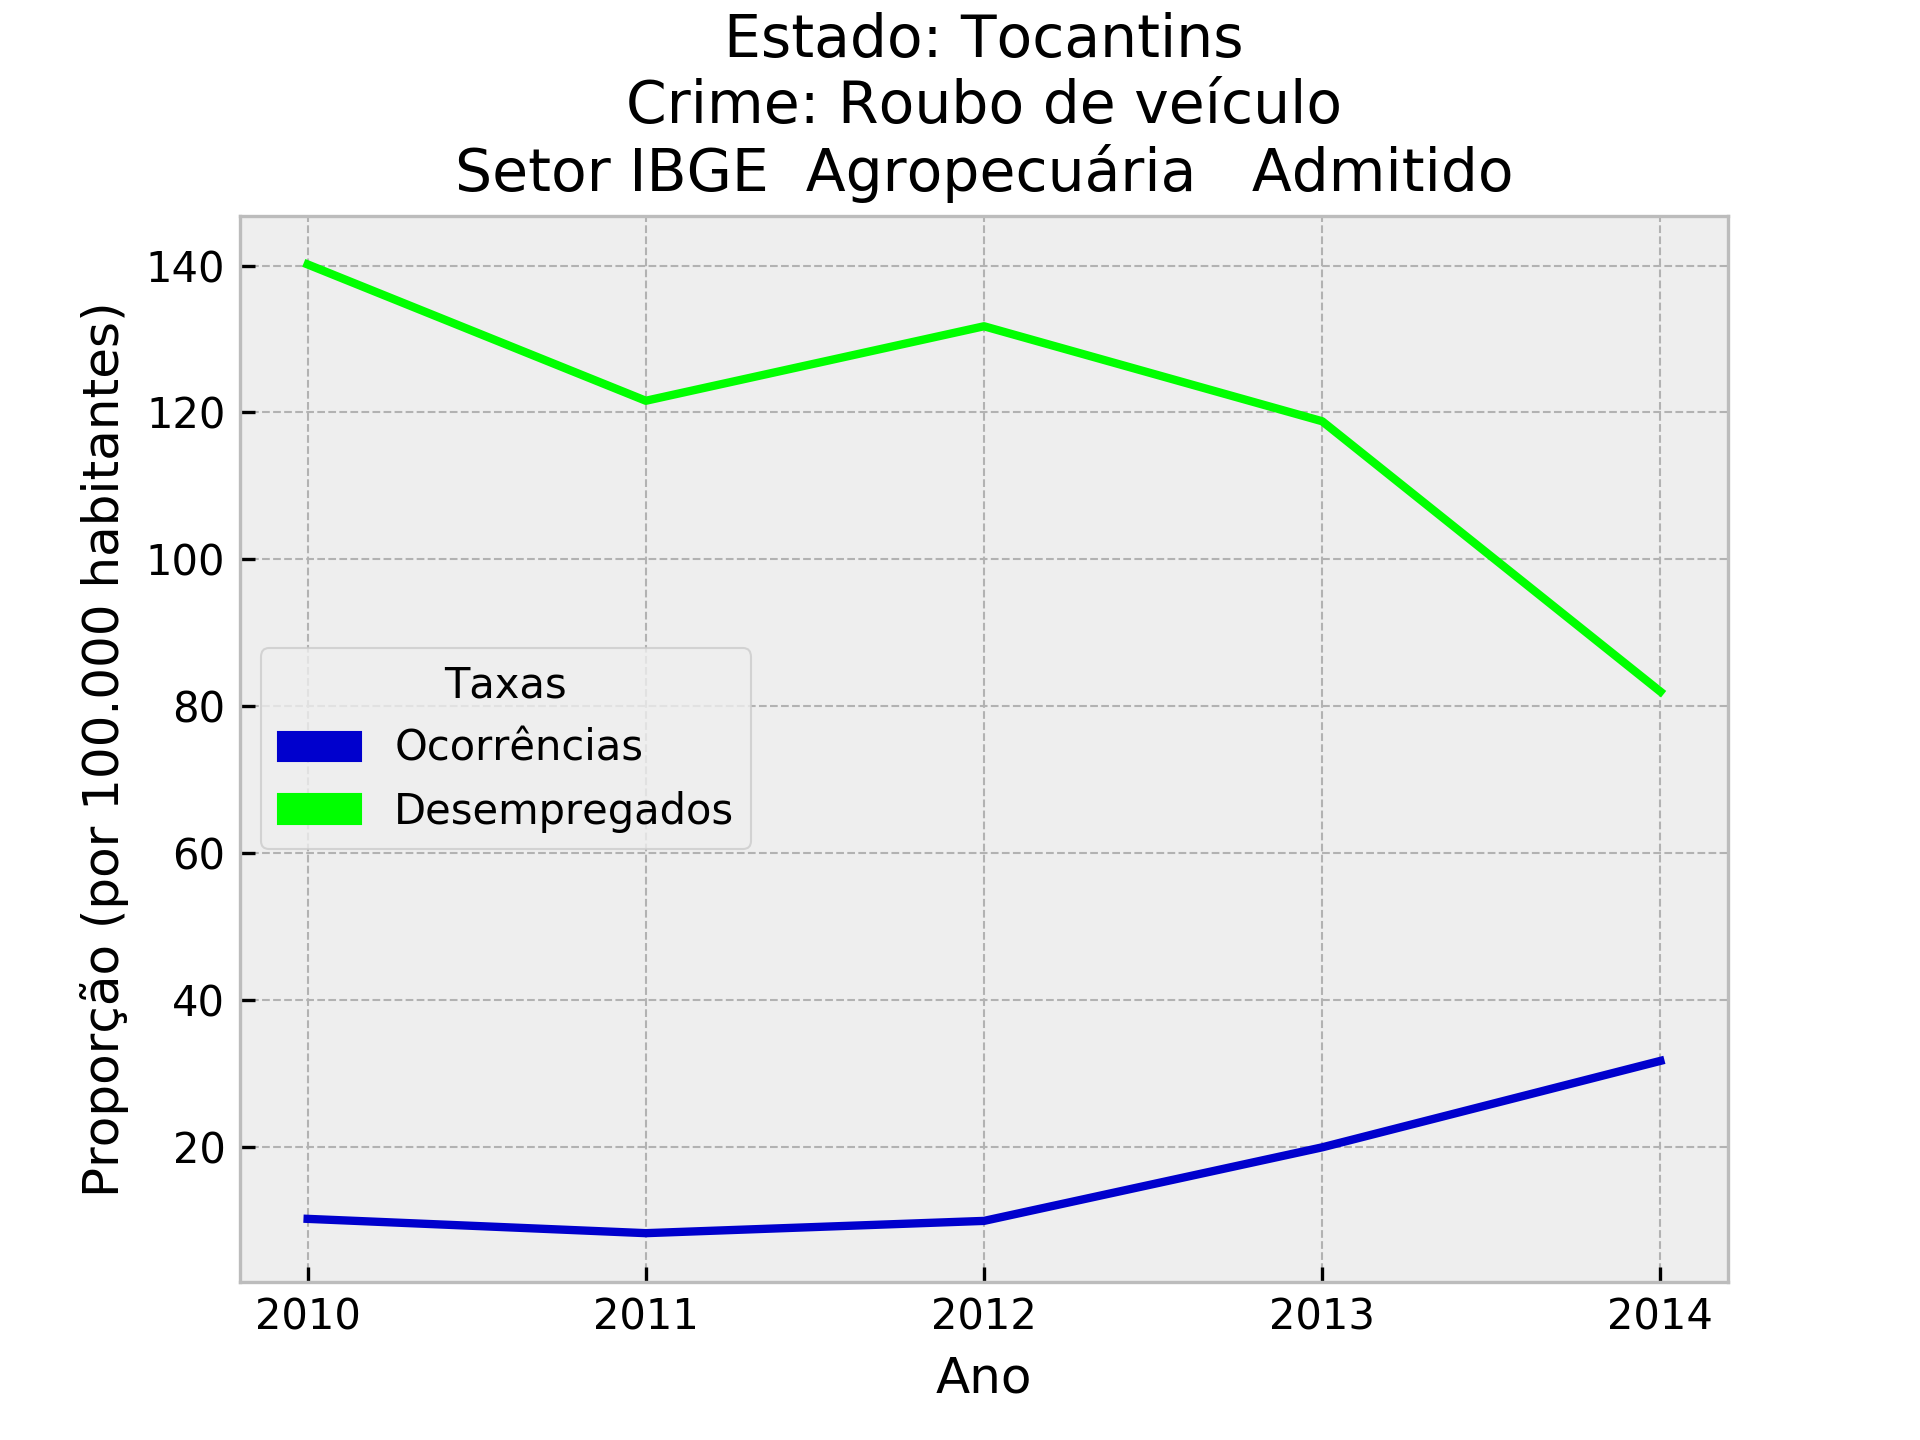 Estado: Tocantins
Crime: Roubo de veículo
Setor IBGE  Agropecuária   Admitido
Proporção (por 100.000 habitantes)
140
120
100
80
60
40
20
Taxas
Ocorrências
Desempregados
2010 2011 2012 2013 2014
Ano